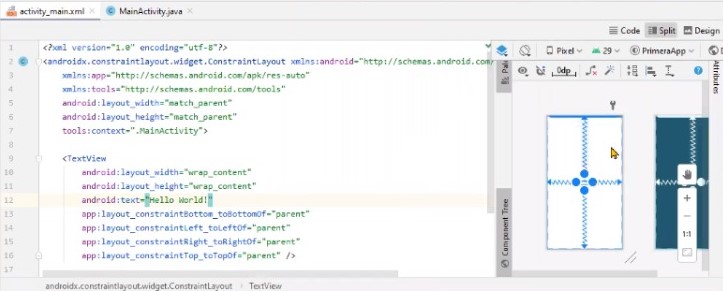 activity_main.xml
MainActivity.java
Code
Split
Design
Pixel
29
PrimeraApp
0dp
1 <?xml version="1.0" encoding="utf-8"?>
2 <androidx.constraintlayout.widget.ConstraintLayout xmlns:android="http://schemas.android.com/
3 xmlns:app="http://schemas.android.com/apk/res-auto"
4 xmlns:tools="http://schemas.android.com/tools"
5 android:layout_width="match_parent"
6 android:layout_height="match_parent"
7 tools:context=".MainActivity">
8
9 <TextView
10 android:layout_width="wrap_content"
11 android:layout_height="wrap_content"
12 android:text="Hello World!"
13 app:layout_constraintBottom_toBottomOf="parent"
14 app:layout_constraintLeft_toLeftOf="parent"
15 app:layout_constraintRight_toRightOf="parent"
16 app:layout_constraintTop_toTopOf="parent" />
17
Component Tree
Attributes
1:1
androidx.constraintlayout.widget.ConstraintLayout
TextView